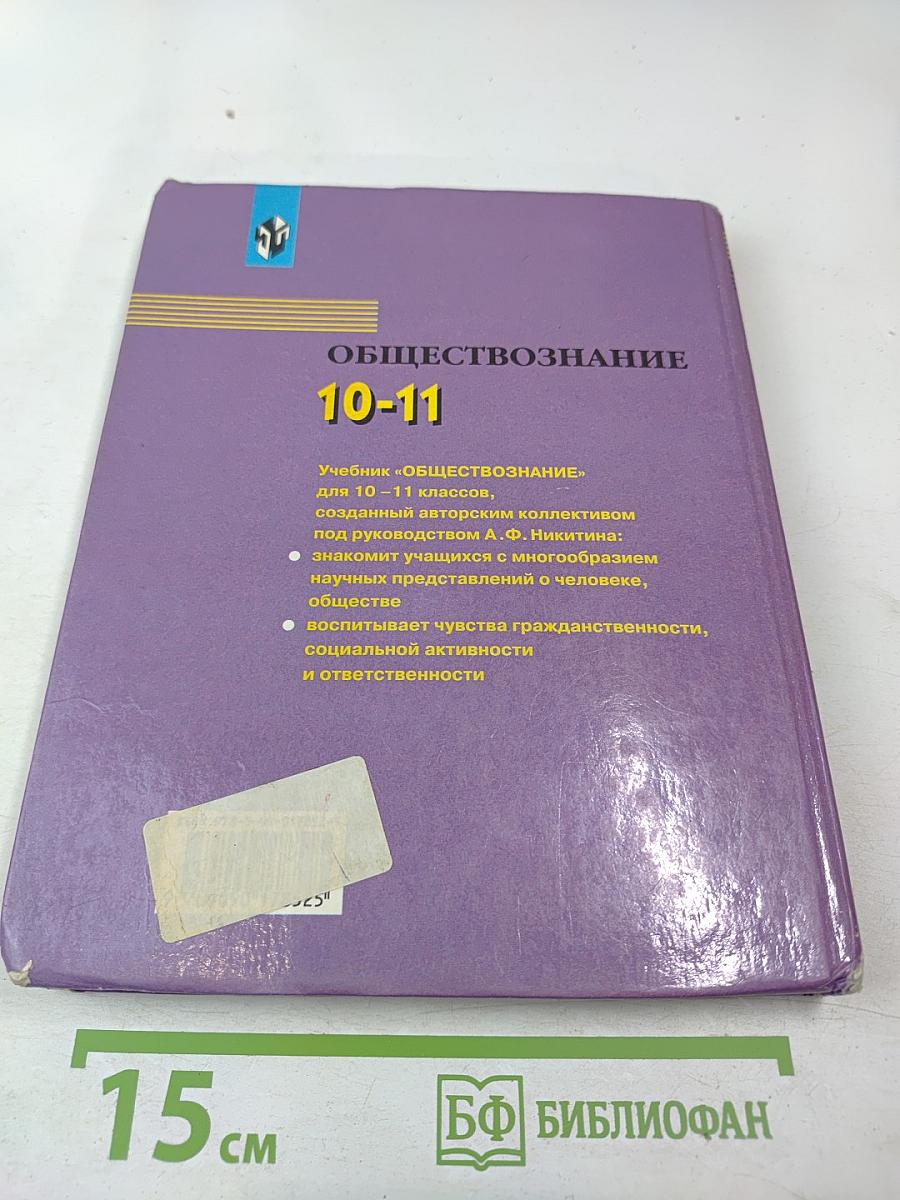 ОБЩЕСТВОЗНАНИЕ
10-11
Учебник «ОБЩЕСТВОЗНАНИЕ»
для 10 –11 классов,
созданный авторским коллективом
под руководством А.Ф. Никитина:
● знакомит учащихся с многообразием
научных представлений о человеке,
обществе
● воспитывает чувства гражданственности,
социальной активности
и ответственности
15 см
БФ БИБЛИОФАН